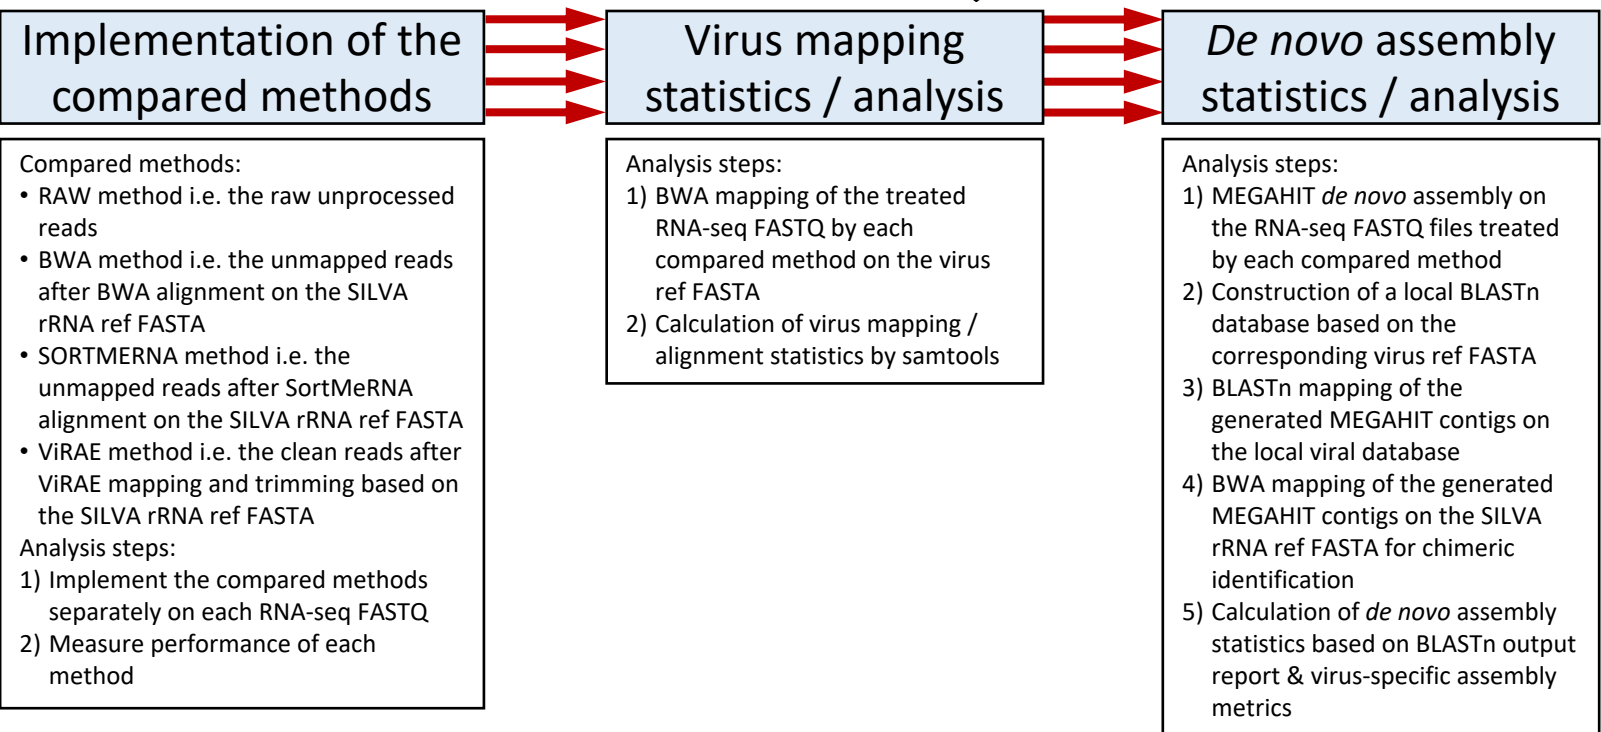 Implementation of the
compared methods
Virus mapping
statistics / analysis
De novo assembly
statistics / analysis
Compared methods:
• RAW method i.e. the raw unprocessed
reads
• BWA method i.e. the unmapped reads
after BWA alignment on the SILVA
rRNA ref FASTA
• SORTMERNA method i.e. the
unmapped reads after SortMeRNA
alignment on the SILVA rRNA ref FASTA
• ViRAE method i.e. the clean reads after
ViRAE mapping and trimming based on
the SILVA rRNA ref FASTA
Analysis steps:
1) Implement the compared methods
separately on each RNA-seq FASTQ
2) Measure performance of each
method
Analysis steps:
1) BWA mapping of the treated
RNA-seq FASTQ by each
compared method on the virus
ref FASTA
2) Calculation of virus mapping /
alignment statistics by samtools
Analysis steps:
1) MEGAHIT de novo assembly on
the RNA-seq FASTQ files treated
by each compared method
2) Construction of a local BLASTn
database based on the
corresponding virus ref FASTA
3) BLASTn mapping of the
generated MEGAHIT contigs on
the local viral database
4) BWA mapping of the generated
MEGAHIT contigs on the SILVA
rRNA ref FASTA for chimeric
identification
5) Calculation of de novo assembly
statistics based on BLASTn output
report & virus-specific assembly
metrics